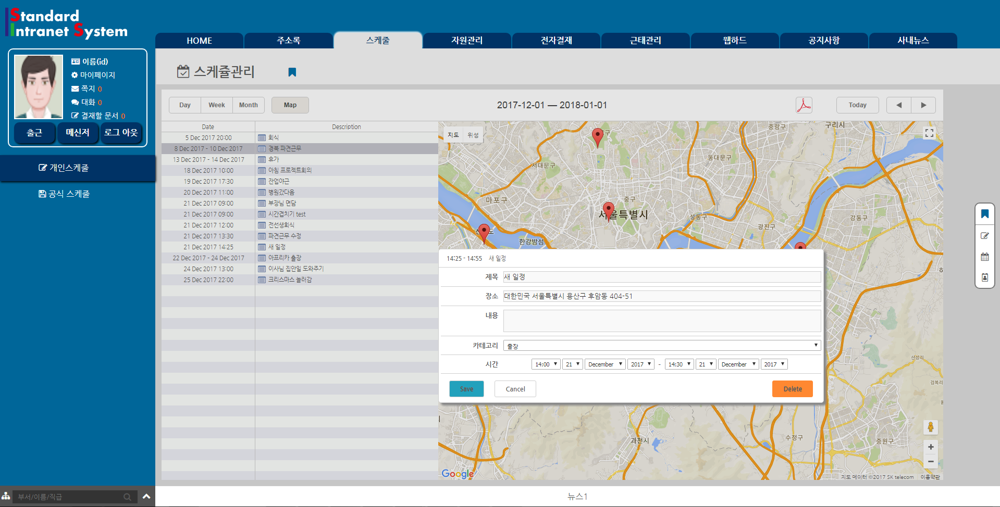 Standard
Intranet System
HOME
주소록
스케줄
자원관리
전자결재
근태관리
웹하드
공지사항
사내뉴스
이름(id)
마이페이지
쪽지 0
대화 0
결재할 문서 0
출근
메신저
로그 아웃
개인스케줄
공식 스케줄
스케쥴관리
Day
Week
Month
Map
2017-12-01 — 2018-01-01
Today
Date
Description
5 Dec 2017 20:00 회식
8 Dec 2017 - 10 Dec 2017 경북 파견근무
13 Dec 2017 - 14 Dec 2017 휴가
18 Dec 2017 10:00 아침 프로젝트회의
19 Dec 2017 17:30 잔업야근
20 Dec 2017 11:00 병원갔다옴
21 Dec 2017 09:00 부장님 면담
21 Dec 2017 09:00 시간겹치기 test
21 Dec 2017 12:00 전선생회식
21 Dec 2017 13:30 파견근무 수정
21 Dec 2017 14:25 새 일정
22 Dec 2017 - 24 Dec 2017 아프리카 출장
24 Dec 2017 13:00 이사님 집안일 도와주기
25 Dec 2017 22:00 크리스마스 놀러감
지도
위성
중랑구
구리시
동대문구
서대문구
마포구
중구
서울특별시
성동구
강동구
광진구
한강밤섬
14:25 - 14:55 새 일정
제목 새 일정
장소 대한민국 서울특별시 용산구 후암동 404-51
내용
카테고리 출장
시간 14:00 21 December 2017 - 14:30 21 December 2017
Save
Cancel
Delete
산성리
검복리
수정구
중원구
과천시
Google
지도 데이터 ©2017 SK telecom
이용약관
부서/이름/직급
뉴스1